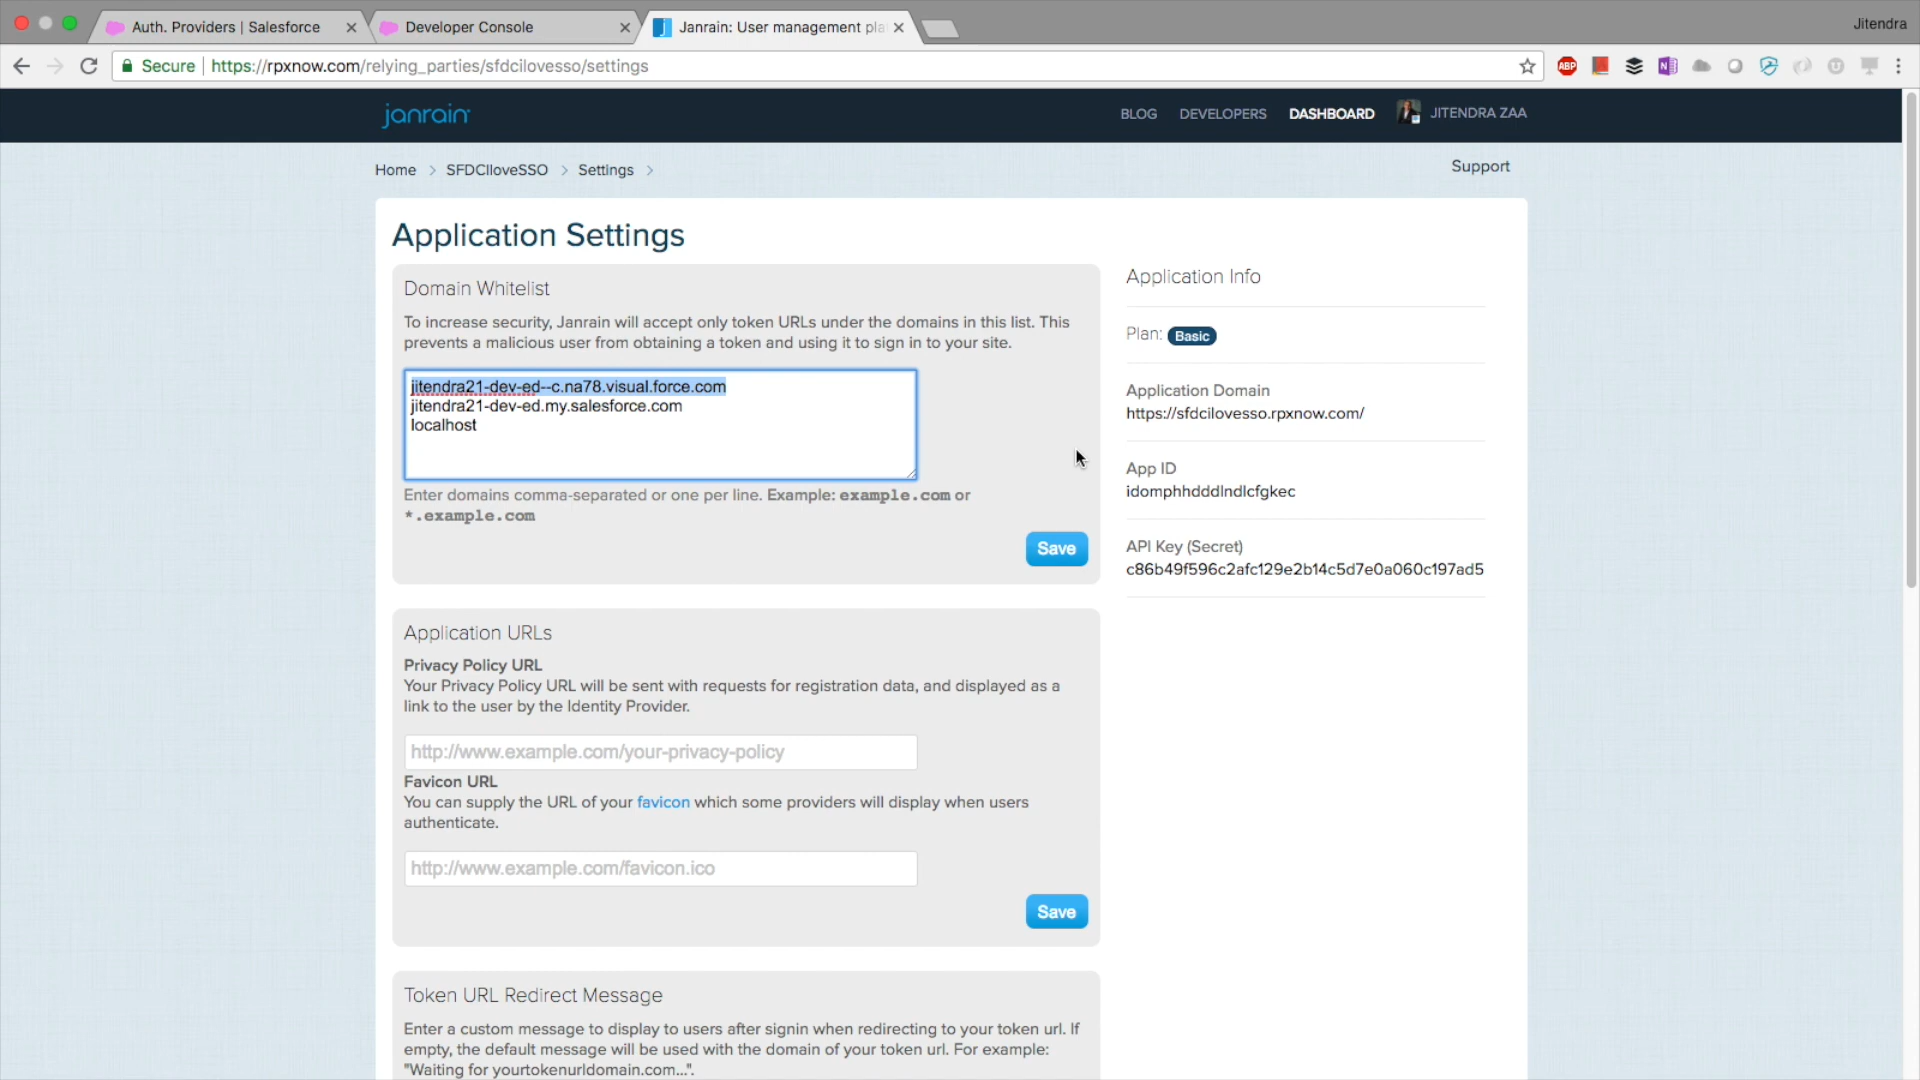 Auth. Providers | Salesforce
Developer Console
Janrain: User management pla
Jitendra
Secure
https://rpxnow.com/relying_parties/sfdcilovesso/settings
ABP
janrain
BLOG
DEVELOPERS
DASHBOARD
JITENDRA ZAA
Home > SFDCIloveSSO > Settings >
Support
Application Settings
Domain Whitelist
To increase security, Janrain will accept only token URLs under the domains in this list. This
prevents a malicious user from obtaining a token and using it to sign in to your site.
jitendra21-dev-ed--c.na78.visual.force.com
jitendra21-dev-ed.my.salesforce.com
localhost
Enter domains comma-separated or one per line. Example: example.com or
*.example.com
Save
Application Info
Plan: Basic
Application Domain
https://sfdcilovesso.rpxnow.com/
App ID
idomphhdddlndlcfgkec
API Key (Secret)
c86b49f596c2afc129e2b14c5d7e0a060c197ad5
Application URLs
Privacy Policy URL
Your Privacy Policy URL will be sent with requests for registration data, and displayed as a
link to the user by the Identity Provider.
http://www.example.com/your-privacy-policy
Favicon URL
You can supply the URL of your favicon which some providers will display when users
authenticate.
http://www.example.com/favicon.ico
Save
Token URL Redirect Message
Enter a custom message to display to users after signin when redirecting to your token url. If
empty, the default message will be used with the domain of your token url. For example:
"Waiting for yourtokenurldomain.com...".